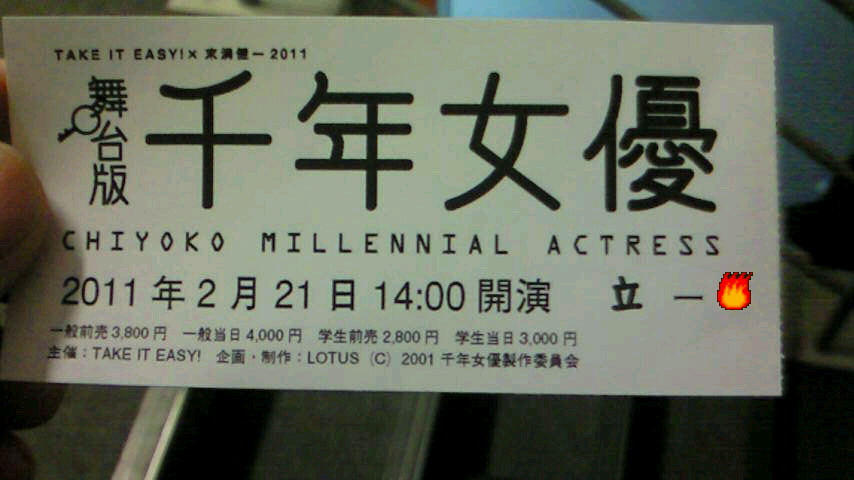 TAKE IT EASY!× 末満健一 2011
舞台版 千年女優
CHIYOKO MILLENNIAL ACTRESS
2011年2月21日 14:00 開演 立 一
一般前売 3,800円 一般当日 4,000円 学生前売 2,800円 学生当日 3,000円
主催：TAKE IT EASY! 企画・制作：LOTUS (C) 2001 千年女優製作委員会